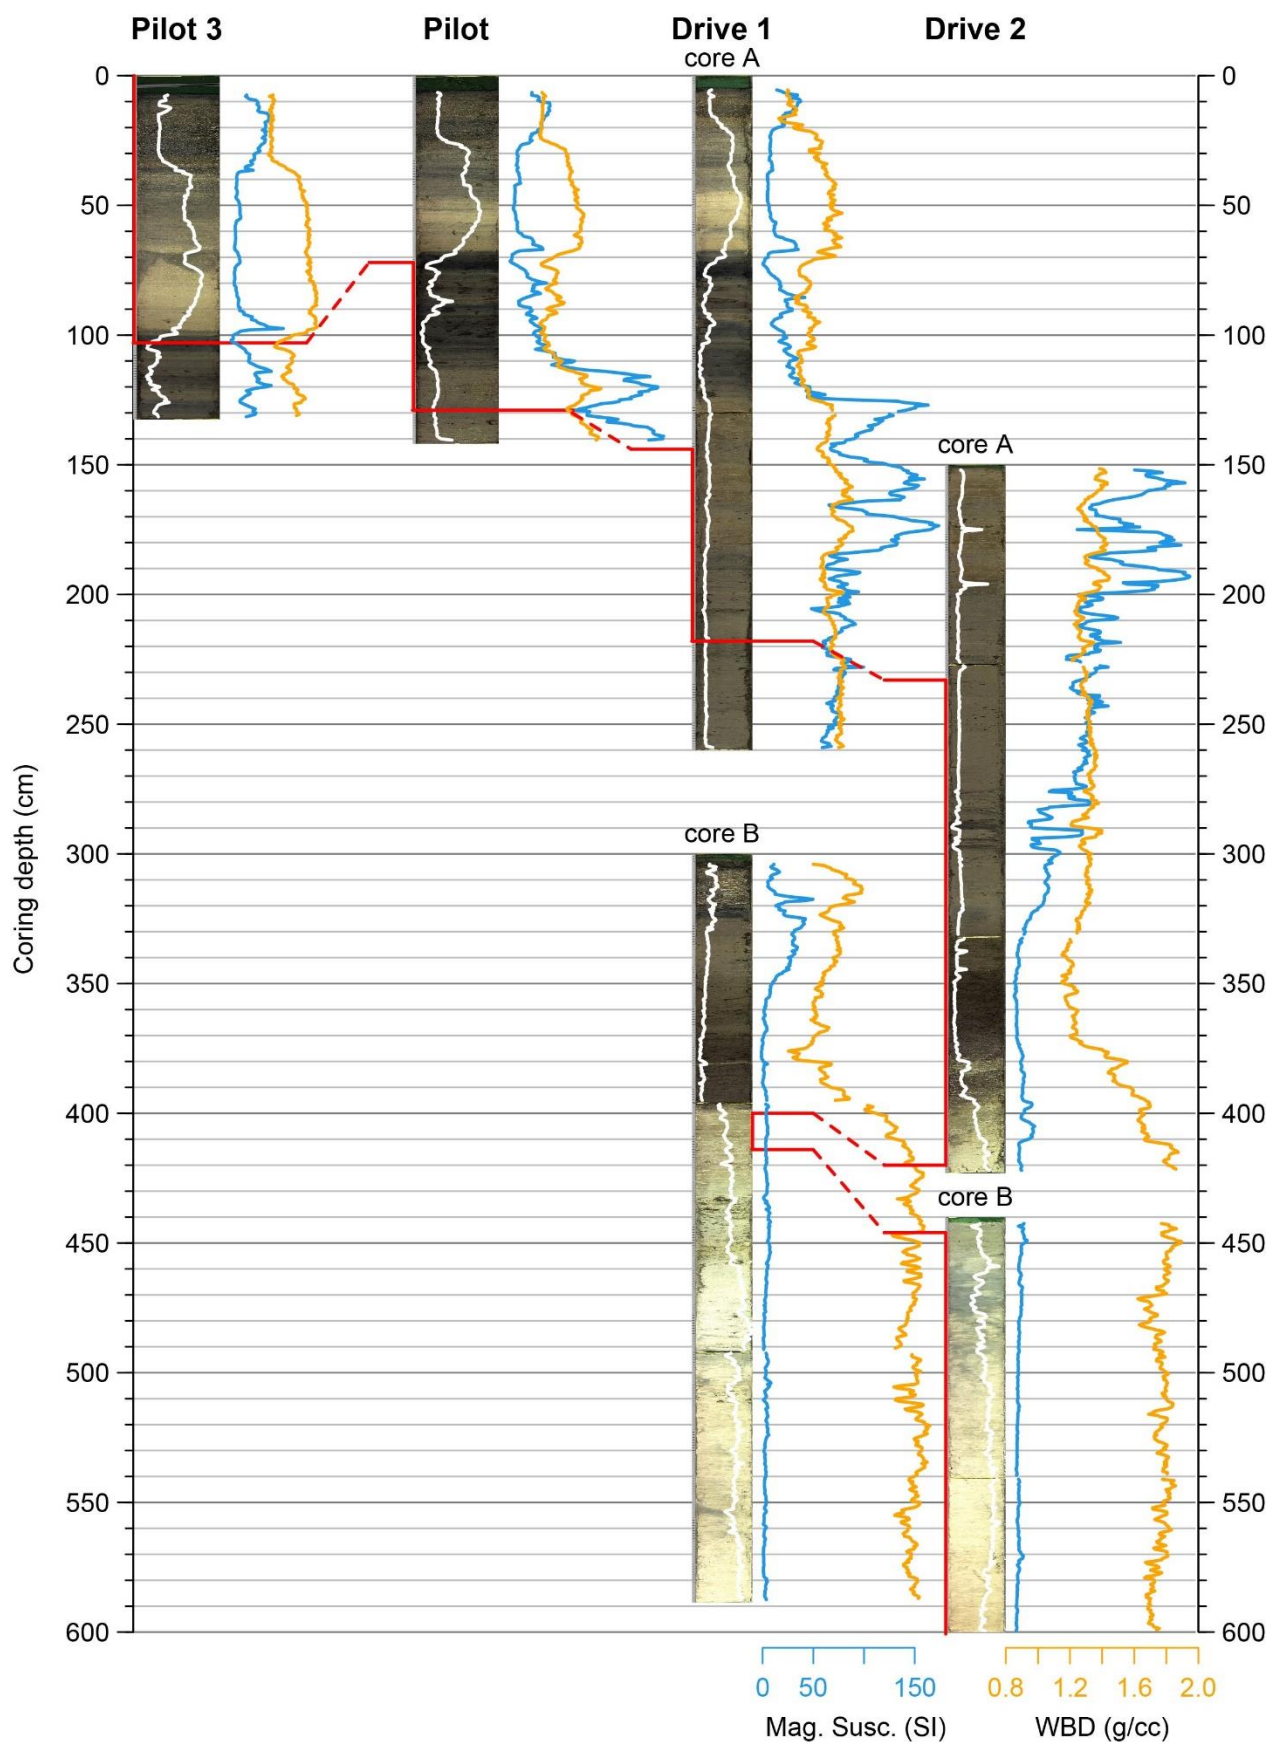 Pilot 3 Pilot Drive 1 Drive 2
core A
0 0
50 50
100 100
core A
150 150
200 200
250 250
Coring depth (cm)
core B
300 300
350 350
400 400
core B
450 450
500 500
550 550
600 600
0 50 150 0.8 1.2 1.6 2.0
Mag. Susc. (SI) WBD (g/cc)